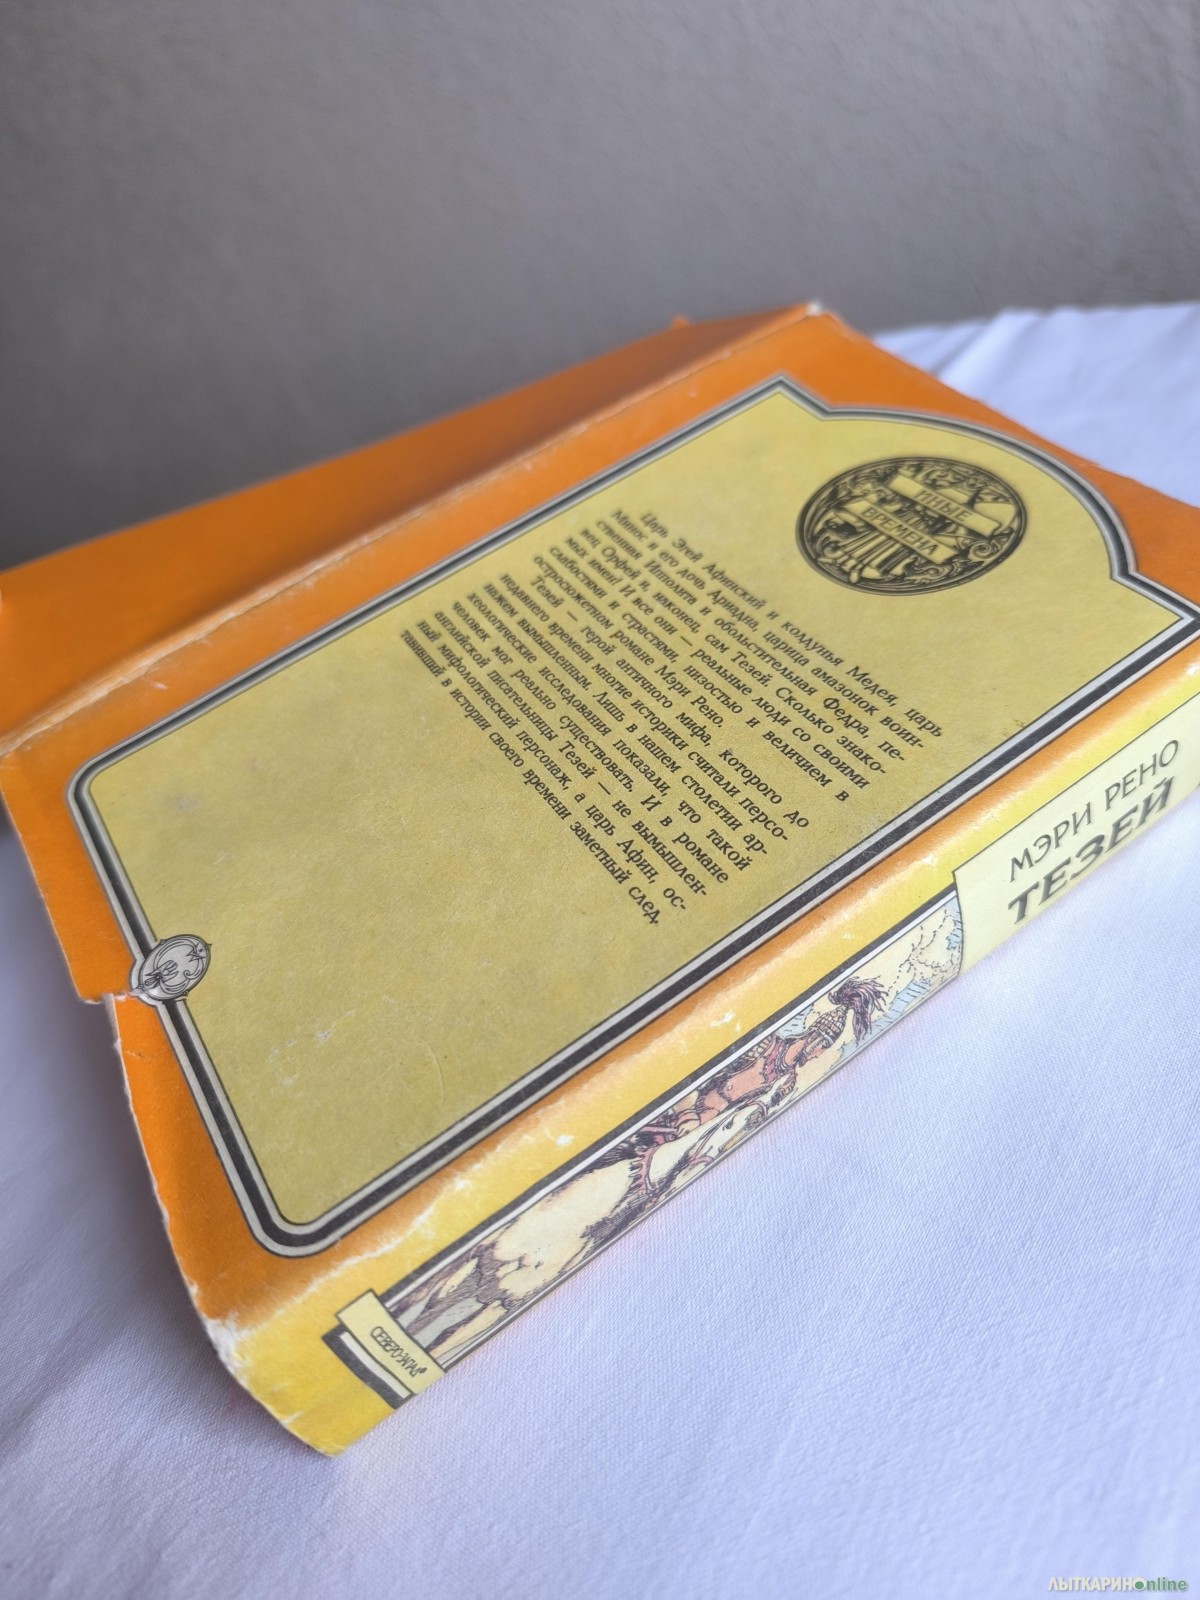 ИНЫЕ
ВРЕМЕНА
Царь Эгей Афинский и колдунья Медея, царь
Минос и его дочь Ариадна, царица амазонок воин-
ственная Ипполита и обольстительная Федра, пе-
вец Орфей и, наконец, сам Тезей. Сколько знако-
мых имен! И все они — реальные люди со своими
слабостями и страстями, низостью и величием в
остросюжетном романе Мэри Рено.
Тезей — герой античного мифа, которого до
недавнего времени многие историки считали персо-
нажем вымышленным. Лишь в нашем столетии ар-
хеологические исследования показали, что такой
человек мог реально существовать. И в романе
английской писательницы Тезей — не вымышлен-
ный мифологический персонаж, а царь Афин, ос-
тавивший в истории своего времени заметный след.
МЭРИ РЕНО
ТЕЗЕЙ
СЕВЕРО-ЗАПАД
ЛЫТКАРИНОonline